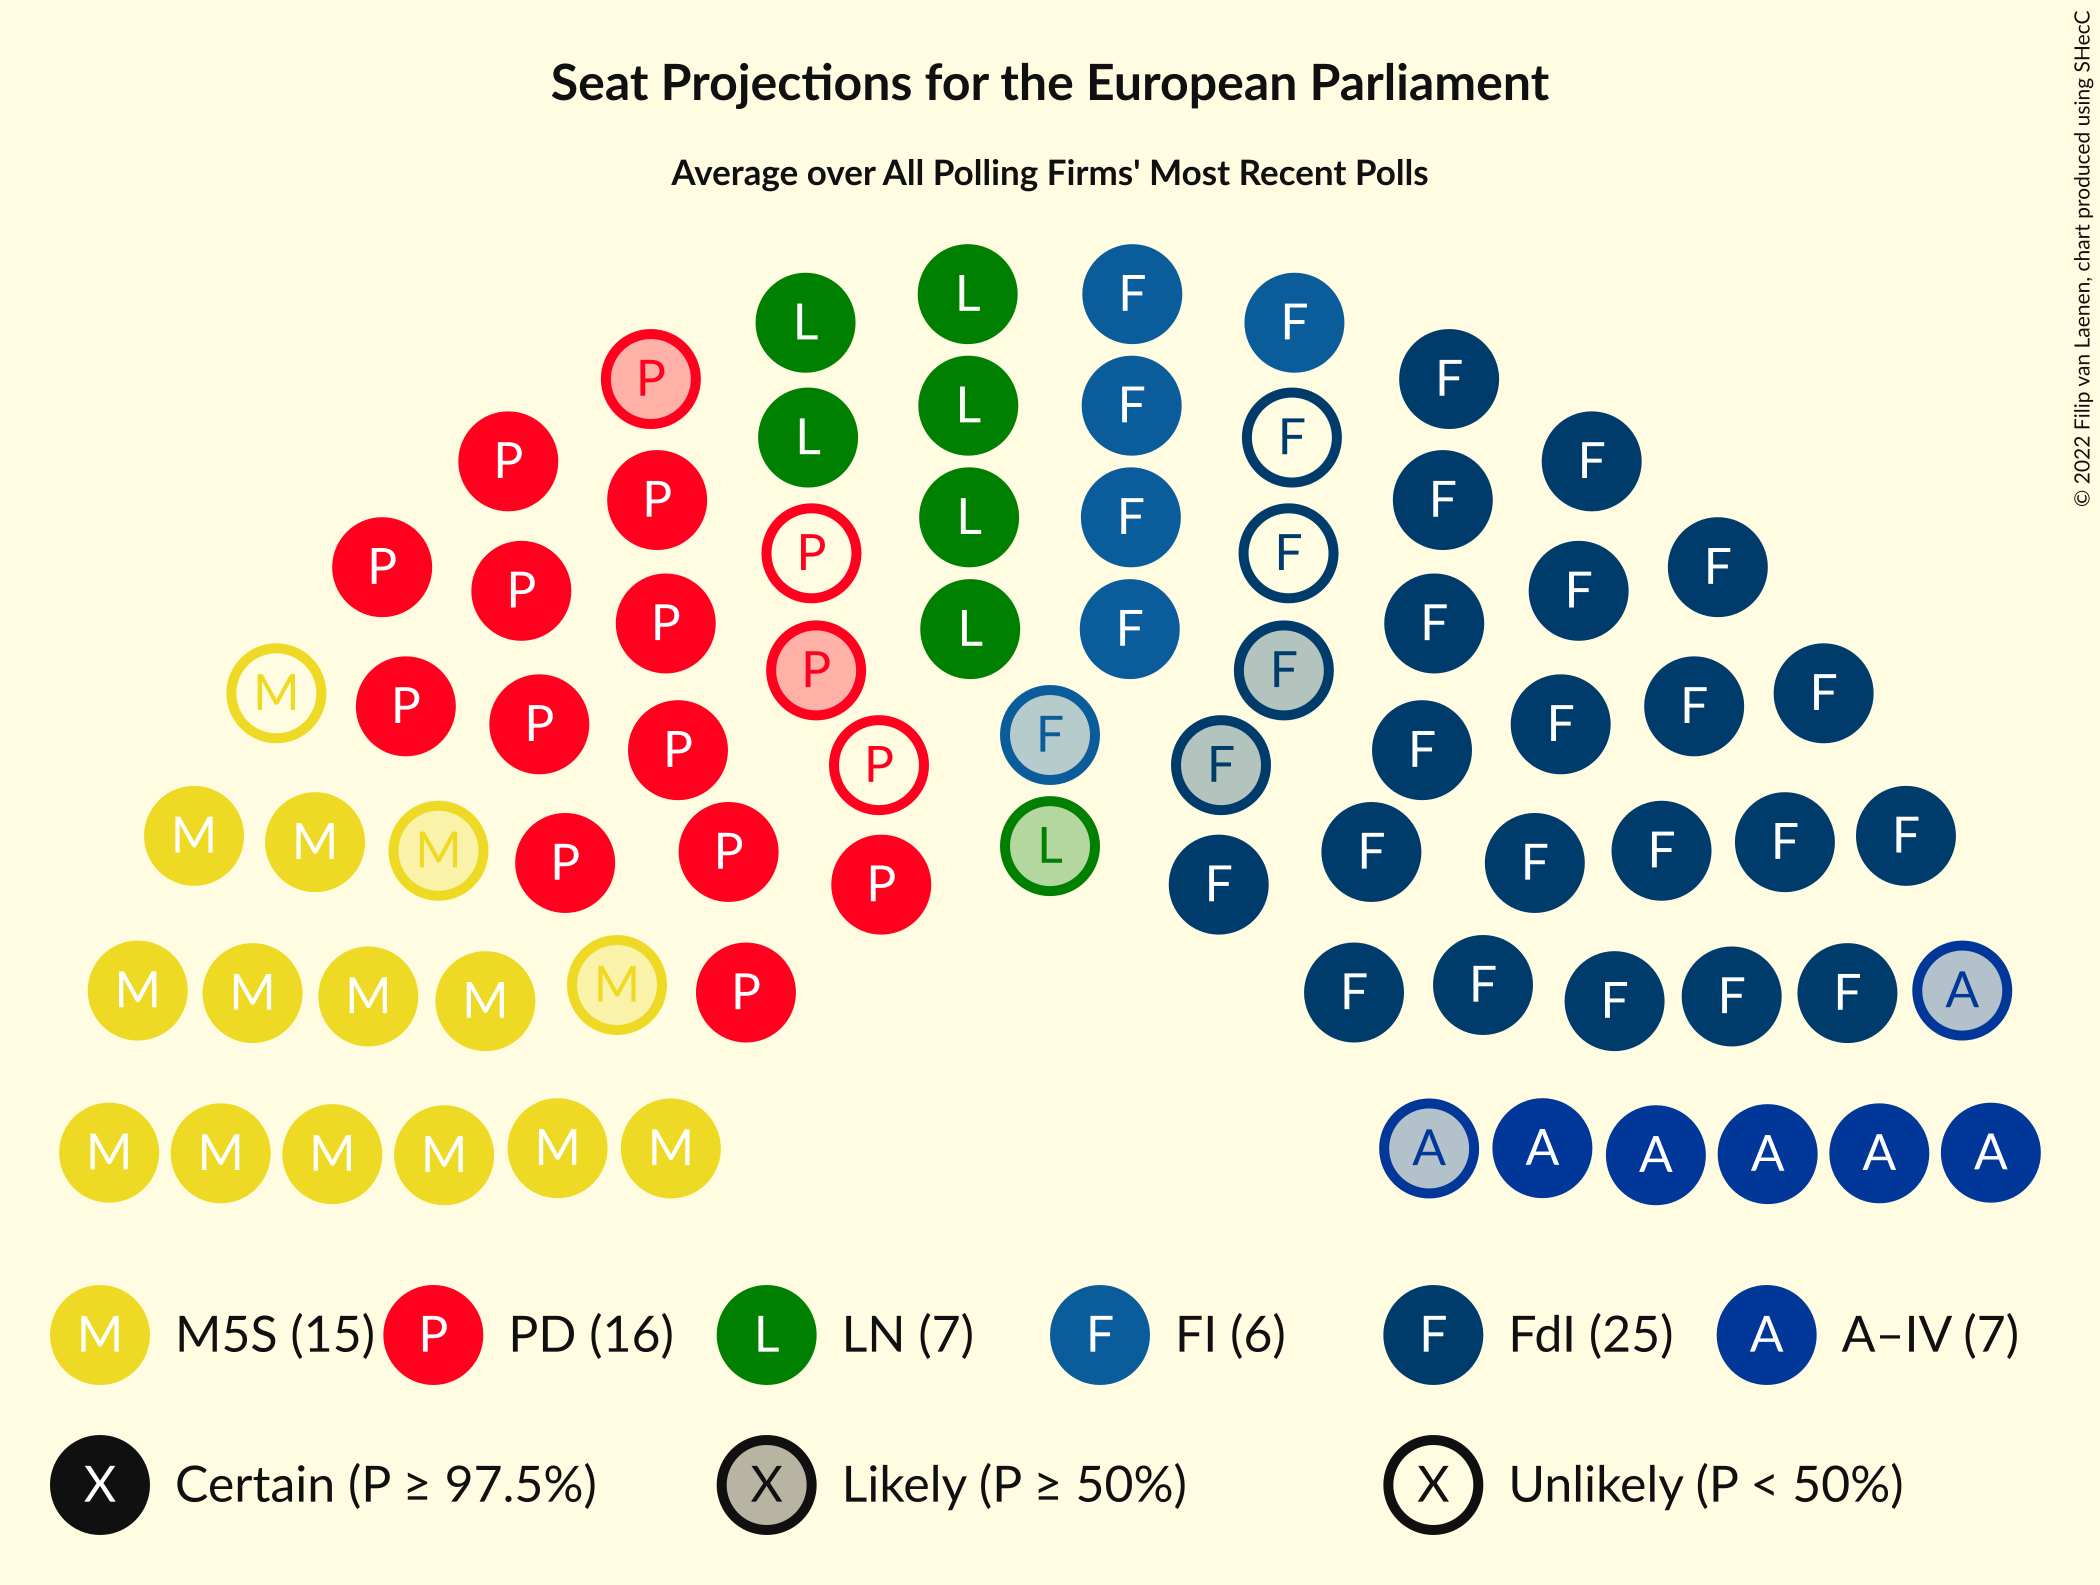 Seat Projections for the European Parliament
Average over All Polling Firms' Most Recent Polls
© 2022 Filip van Laenen, chart produced using SHecC
L F
L F
P F
L F
L F
P F
P F
P F
L F
P F
P F
P F
P F
P F
L F
P F
M F
P F
P F
P F
F
P F
M F
M F
M F
L
P F
P F
P F
M A
M F
M F
M F
M F
P F
M A
M A
M A
M A
M A
M A
M M5S (15) P PD (16) L LN (7) F FI (6) F FdI (25) A A–IV (7)
X Certain (P ≥ 97.5%) X Likely (P ≥ 50%) X Unlikely (P < 50%)